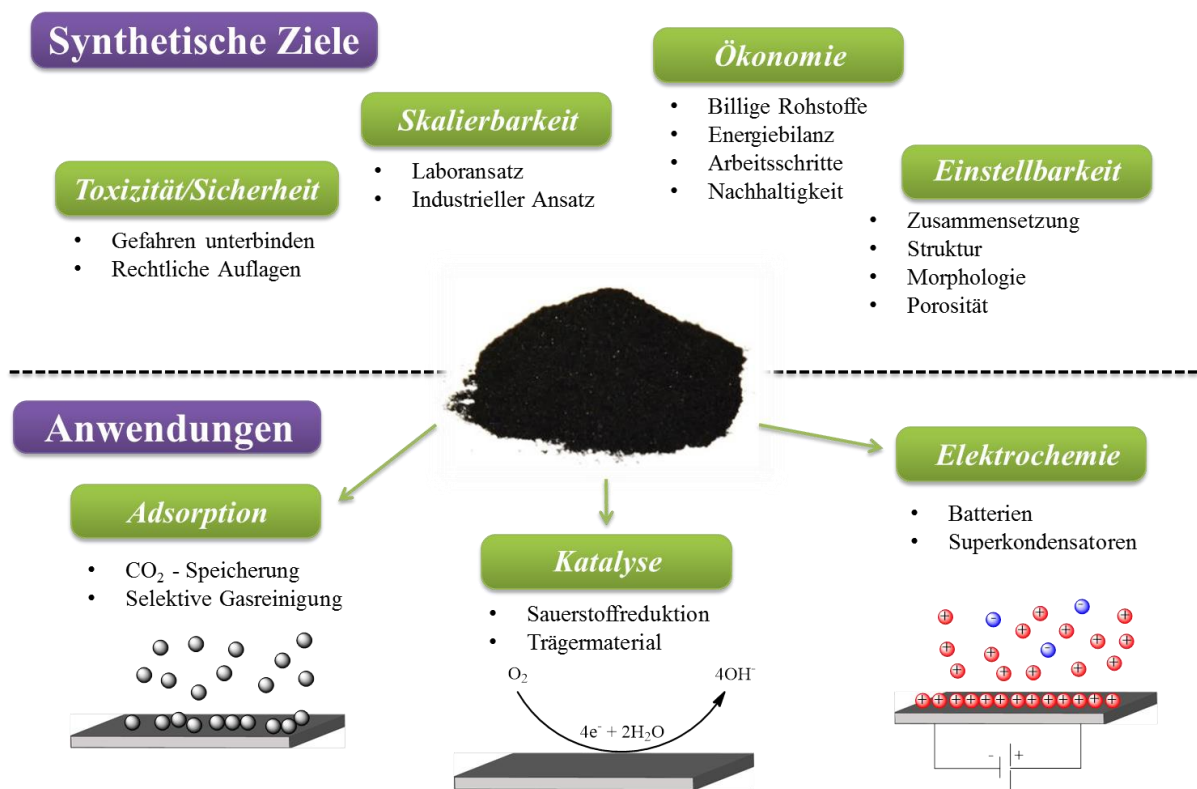 Synthetische Ziele
Toxizität/Sicherheit
• Gefahren unterbinden
• Rechtliche Auflagen
Skalierbarkeit
• Laboransatz
• Industrieller Ansatz
Ökonomie
• Billige Rohstoffe
• Energiebilanz
• Arbeitsschritte
• Nachhaltigkeit
Einstellbarkeit
• Zusammensetzung
• Struktur
• Morphologie
• Porosität
Anwendungen
Adsorption
• CO₂ - Speicherung
• Selektive Gasreinigung
Katalyse
• Sauerstoffreduktion
• Trägermaterial
O₂
4OH⁻
4e⁻ + 2H₂O
Elektrochemie
• Batterien
• Superkondensatoren
- +